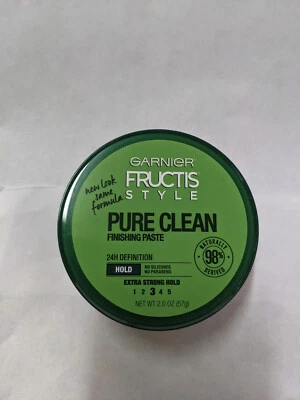 GARNIER
FRUCTIS
STYLE
new look
same
formula
PURE CLEAN
FINISHING PASTE
24H DEFINITION
HOLD
NO SILICONES
NO PARABENS
NATURALLY
98%
DERIVED
EXTRA STRONG HOLD
1 2 3 4 5
NET WT 2.0 OZ (57g)